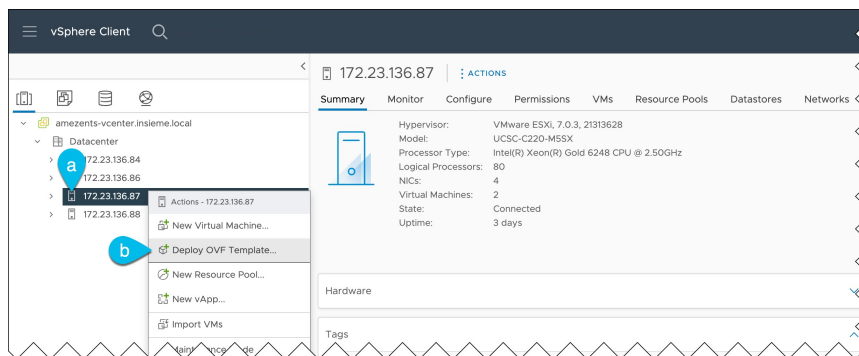 vSphere Client
172.23.136.87 ACTIONS
Summary Monitor Configure Permissions VMs Resource Pools Datastores Networks
amezents-vcenter.insieme.local
Datacenter
172.23.136.84
a
172.23.136.86
172.23.136.87
172.23.136.88
Hypervisor: VMware ESXi, 7.0.3, 21313628
Model: UCSC-C220-M5SX
Processor Type: Intel(R) Xeon(R) Gold 6248 CPU @ 2.50GHz
Logical Processors: 80
NICs: 4
Virtual Machines: 2
State: Connected
Uptime: 3 days
Actions - 172.23.136.87
New Virtual Machine...
b
Deploy OVF Template...
New Resource Pool...
New vApp...
Import VMs
Hardware
Tags